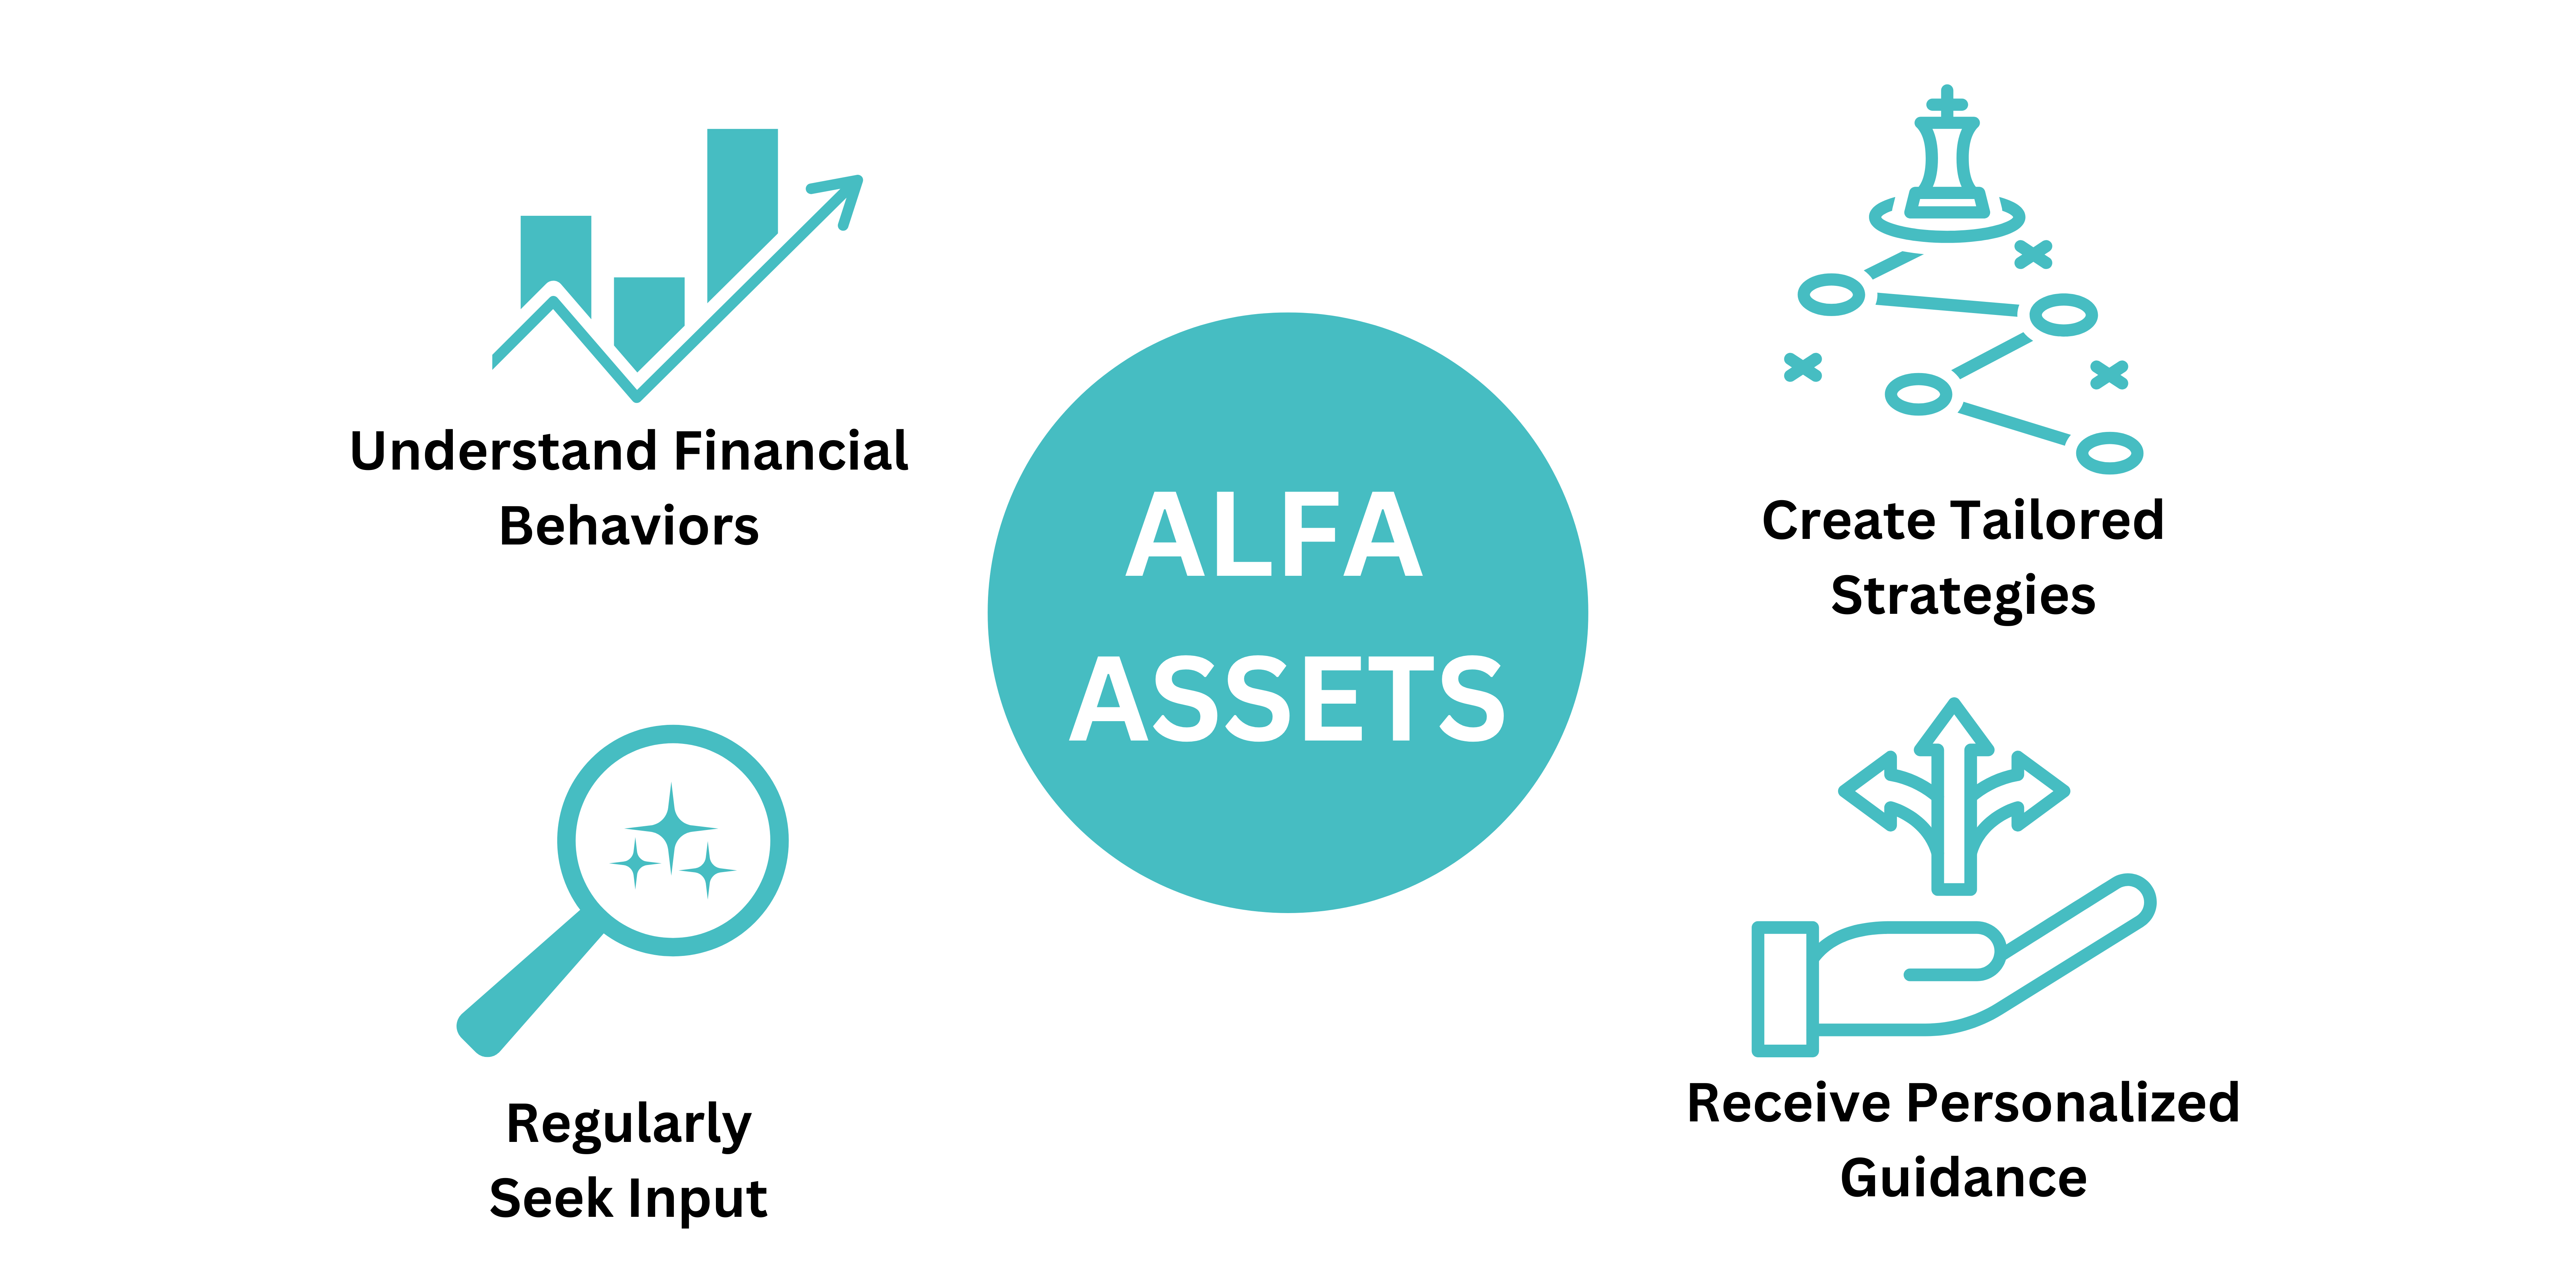 Understand Financial
Behaviors
Create Tailored
Strategies
ALFA
ASSETS
Regularly
Seek Input
Receive Personalized
Guidance